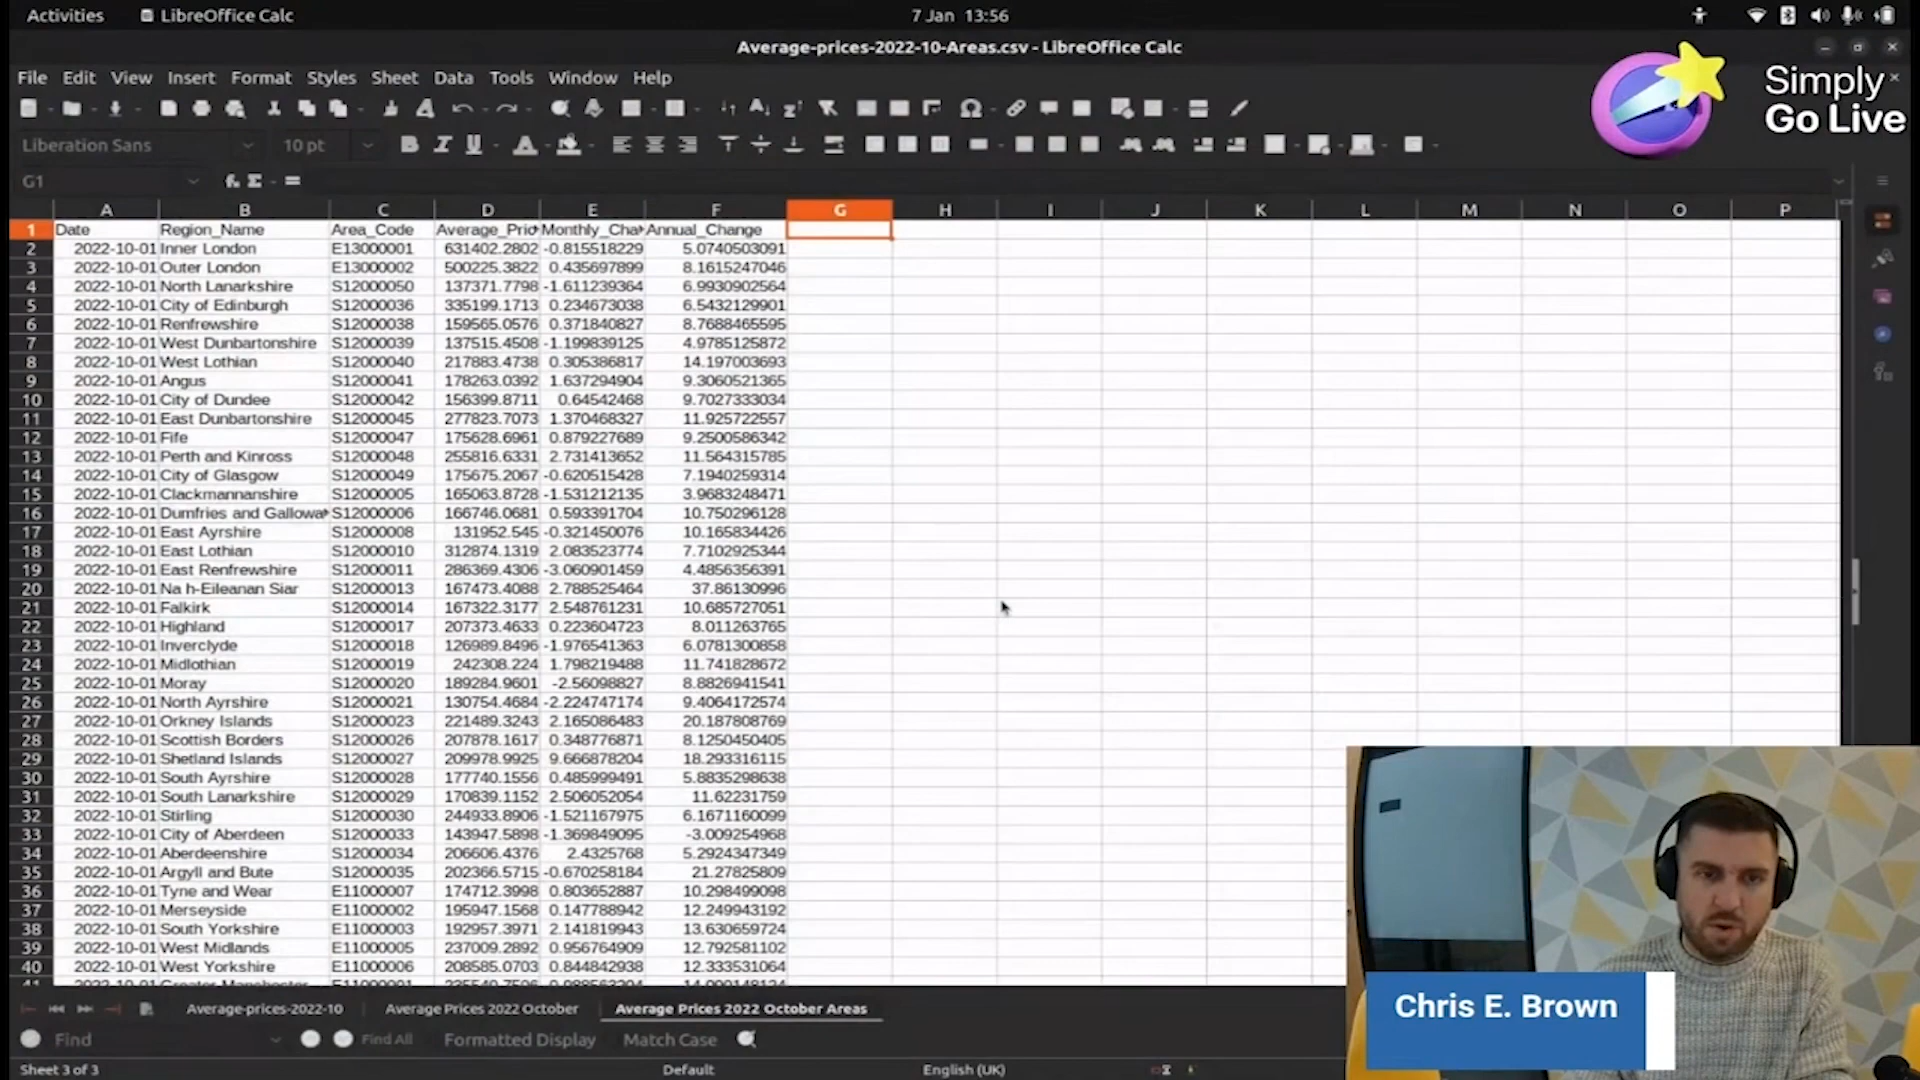 Activities LibreOffice Calc 7 Jan 13:56
Average-prices-2022-10-Areas.csv - LibreOffice Calc
Simply
Go Live
File Edit View Insert Format Styles Sheet Data Tools Window Help
Liberation Sans 10 pt
G1
A B C D E F G H I J K L M N O P
1 Date Region_Name Area_Code Average_Pric Monthly_Cha Annual_Change
2 2022-10-01 Inner London E13000001 631402.2802 -0.815518229 5.0740503091
3 2022-10-01 Outer London E13000002 500225.3822 0.435697899 8.1615247046
4 2022-10-01 North Lanarkshire S12000050 137371.7798 -1.611239364 6.9930902564
5 2022-10-01 City of Edinburgh S12000036 335199.1713 0.234673038 6.5432129901
6 2022-10-01 Renfrewshire S12000038 159565.0576 0.371840827 8.7688465595
7 2022-10-01 West Dunbartonshire S12000039 137515.4508 -1.199839125 4.9785125872
8 2022-10-01 West Lothian S12000040 217883.4738 0.305386817 14.197003693
9 2022-10-01 Angus S12000041 178263.0392 1.637294904 9.3060521365
10 2022-10-01 City of Dundee S12000042 156399.8711 0.64542468 9.7027333034
11 2022-10-01 East Dunbartonshire S12000045 277823.7073 1.370468327 11.925722557
12 2022-10-01 Fife S12000047 175628.6961 0.879227689 9.2500586342
13 2022-10-01 Perth and Kinross S12000048 255816.6331 2.731413652 11.564315785
14 2022-10-01 City of Glasgow S12000049 175675.2067 -0.620515428 7.1940259314
15 2022-10-01 Clackmannanshire S12000005 165063.8728 -1.531212135 3.9683248471
16 2022-10-01 Dumfries and Gallowa S12000006 166746.0681 0.593391704 10.750296128
17 2022-10-01 East Ayrshire S12000008 131952.545 -0.321450076 10.165834426
18 2022-10-01 East Lothian S12000010 312874.1319 2.083523774 7.7102925344
19 2022-10-01 East Renfrewshire S12000011 286369.4306 -3.060901459 4.4856356391
20 2022-10-01 Na h-Eileanan Siar S12000013 167473.4088 2.788525464 37.86130996
21 2022-10-01 Falkirk S12000014 167322.3177 2.548761231 10.685727051
22 2022-10-01 Highland S12000017 207373.4633 0.223604723 8.011263765
23 2022-10-01 Inverclyde S12000018 126989.8496 -1.976541363 6.0781300858
24 2022-10-01 Midlothian S12000019 242308.224 1.798219488 11.741828672
25 2022-10-01 Moray S12000020 189284.9601 -2.56098827 8.8826941541
26 2022-10-01 North Ayrshire S12000021 130754.4684 -2.224747174 9.4064172574
27 2022-10-01 Orkney Islands S12000023 221489.3243 2.165086483 20.187808769
28 2022-10-01 Scottish Borders S12000026 207878.1617 0.348776871 8.1250450405
29 2022-10-01 Shetland Islands S12000027 209978.9925 9.666878204 18.293316115
30 2022-10-01 South Ayrshire S12000028 177740.1556 0.485999491 5.8835298638
31 2022-10-01 South Lanarkshire S12000029 170839.1152 2.506052054 11.62231759
32 2022-10-01 Stirling S12000030 244933.8906 -1.521167975 6.1671160099
33 2022-10-01 City of Aberdeen S12000033 143947.5898 -1.369849095 -3.009254968
34 2022-10-01 Aberdeenshire S12000034 206606.4376 2.4325768 5.2924347349
35 2022-10-01 Argyll and Bute S12000035 202366.5715 -0.670258184 21.27825809
36 2022-10-01 Tyne and Wear E11000007 174712.3998 0.803652887 10.298499098
37 2022-10-01 Merseyside E11000002 195947.1568 0.147788942 12.249943192
38 2022-10-01 South Yorkshire E11000003 192957.3971 2.141819943 13.630659724
39 2022-10-01 West Midlands E11000005 237009.2892 0.956764909 12.792581102
40 2022-10-01 West Yorkshire E11000006 208585.0703 0.844842938 12.333531064
Average-prices-2022-10 Average Prices 2022 October Average Prices 2022 October Areas
Chris E. Brown
Find Find All Formatted Display Match Case
Sheet 3 of 3 Default English (UK)